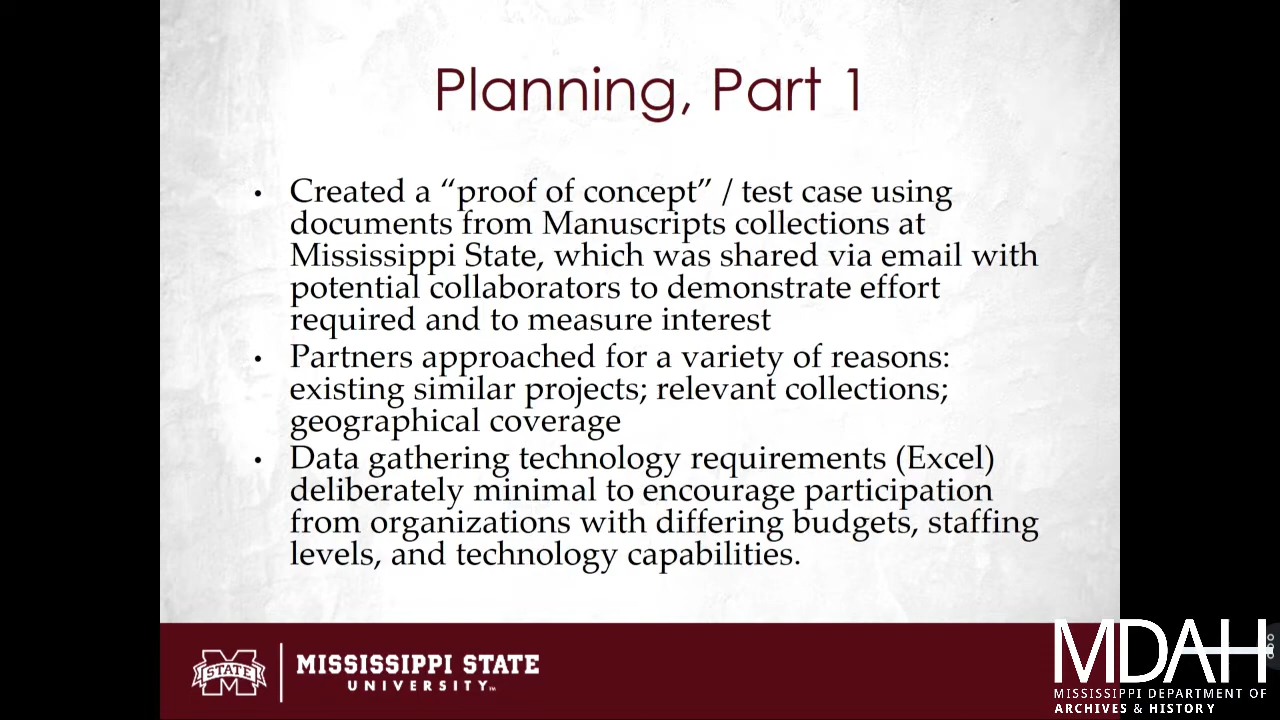 Planning, Part 1
• Created a “proof of concept” / test case using
documents from Manuscripts collections at
Mississippi State, which was shared via email with
potential collaborators to demonstrate effort
required and to measure interest
• Partners approached for a variety of reasons:
existing similar projects; relevant collections;
geographical coverage
• Data gathering technology requirements (Excel)
deliberately minimal to encourage participation
from organizations with differing budgets, staffing
levels, and technology capabilities.
STATE
MISSISSIPPI STATE
UNIVERSITY™
MDAH
MISSISSIPPI DEPARTMENT OF
ARCHIVES & HISTORY